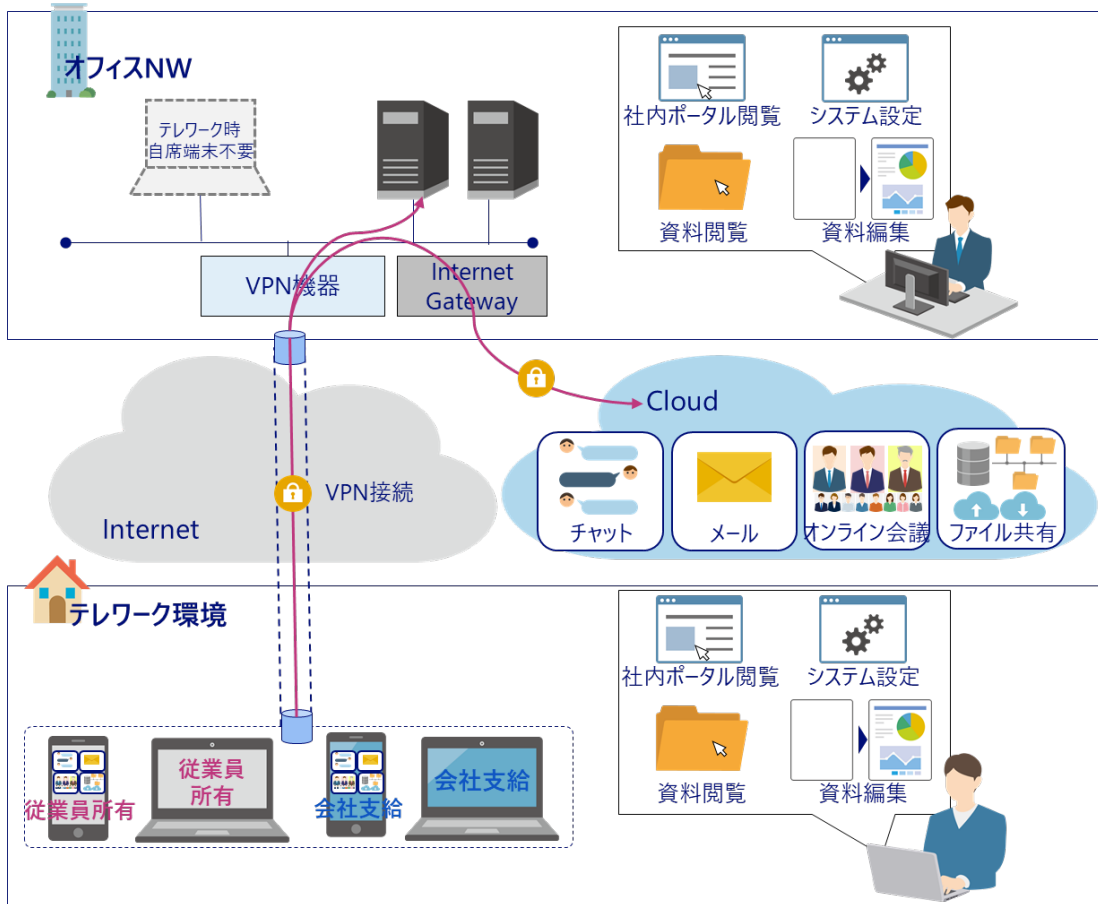 オフィスNW
テレワーク時
自席端末不要
社内ポータル閲覧
システム設定
資料閲覧
資料編集
VPN機器
Internet
Gateway
Cloud
VPN接続
Internet
チャット
メール
オンライン会議
ファイル共有
テレワーク環境
社内ポータル閲覧
システム設定
資料閲覧
資料編集
従業員所有
従業員
所有
会社支給
会社支給